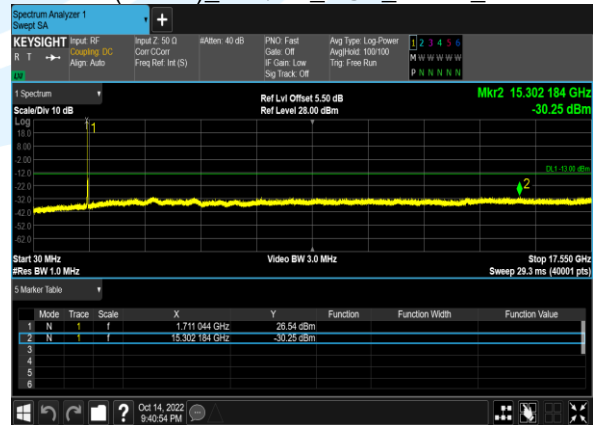 Spectrum Analyzer 1
Swept SA
+
KEYSIGHT Input: RF Input Z: 50 Ω #Atten: 40 dB PNO: Fast Avg Type: Log-Power 1 2 3 4 5 6
R T Coupling: DC Corr CCorr Gate: Off Avg|Hold: 100/100 M W W W W W
Align: Auto Freq Ref: Int (S) IF Gain: Low Trig: Free Run
Sig Track: Off P N N N N N
1 Spectrum
Scale/Div 10 dB
Ref Lvl Offset 5.50 dB
Ref Level 28.00 dBm
Mkr2 15.302 184 GHz
-30.25 dBm
Log
1
18.0
8.00
-2.00
-12.0
DL1 -13.00 dBm
-22.0
2
-32.0
-42.0
-52.0
-62.0
Start 30 MHz Video BW 3.0 MHz Stop 17.550 GHz
#Res BW 1.0 MHz Sweep 29.3 ms (40001 pts)
5 Marker Table
Mode Trace Scale X Y Function Function Width Function Value
1 N 1 f 1.711 044 GHz 26.54 dBm
2 N 1 f 15.302 184 GHz -30.25 dBm
3
4
5
6
? Oct 14, 2022
9:40:54 PM